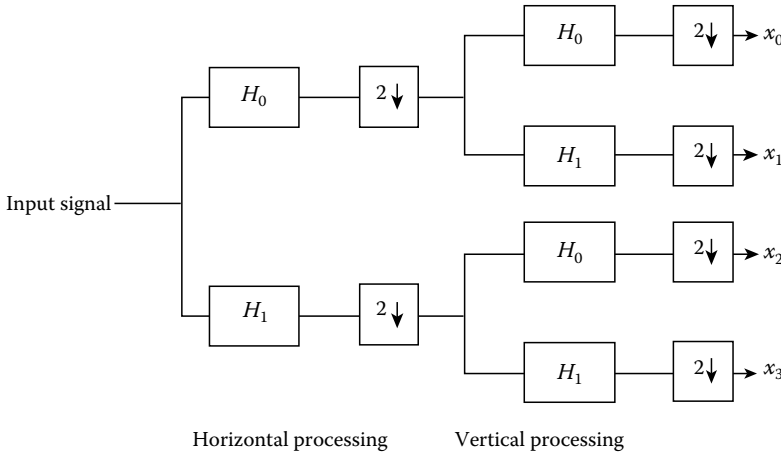 H₀
2↓
x₀
H₀
2↓
H₁
2↓
x₁
Input signal
H₀
2↓
x₂
H₁
2↓
H₁
2↓
x₃
Horizontal processing
Vertical processing